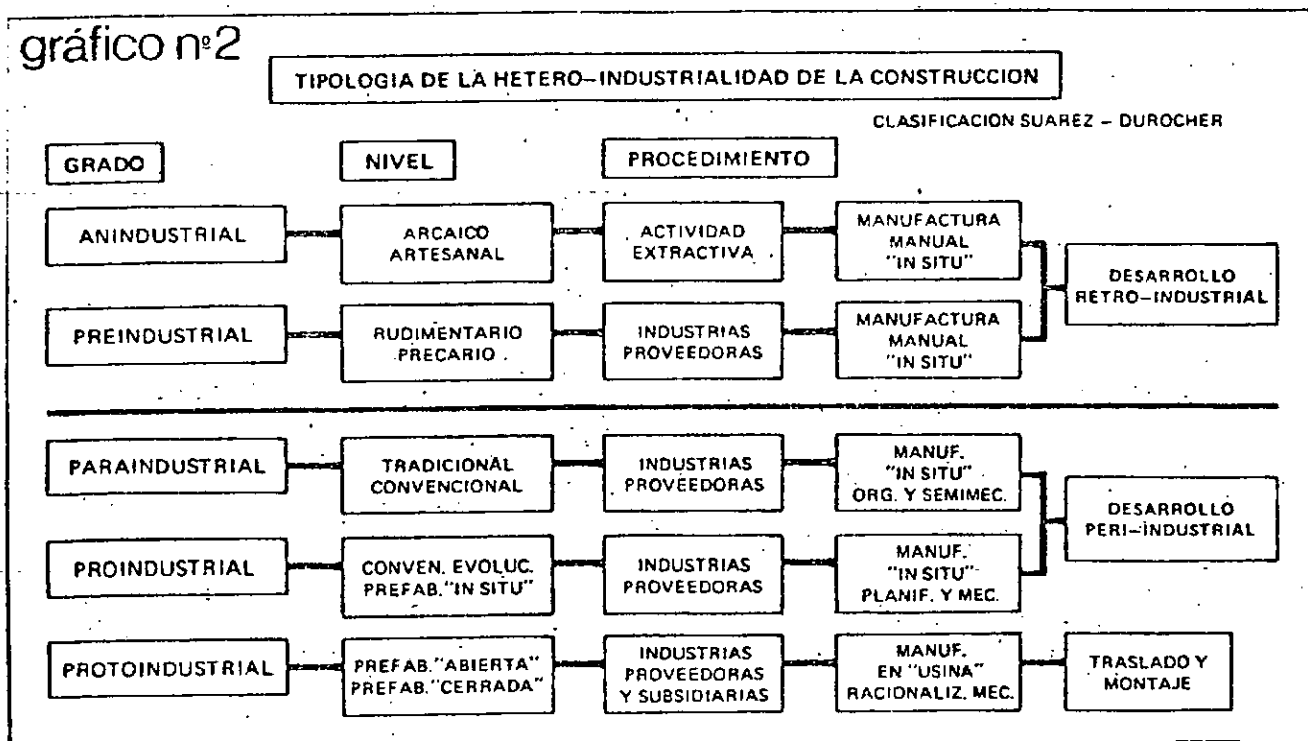 gráfico nº2
TIPOLOGIA DE LA HETERO-INDUSTRIALIDAD DE LA CONSTRUCCION
CLASIFICACION SUAREZ - DUROCHER
GRADO
NIVEL
PROCEDIMIENTO
ANINDUSTRIAL
ARCAICO
ARTESANAL
ACTIVIDAD
EXTRACTIVA
MANUFACTURA
MANUAL
"IN SITU"
DESARROLLO
RETRO-INDUSTRIAL
PREINDUSTRIAL
RUDIMENTARIO
PRECARIO
INDUSTRIAS
PROVEEDORAS
MANUFACTURA
MANUAL
"IN SITU"
PARAINDUSTRIAL
TRADICIONAL
CONVENCIONAL
INDUSTRIAS
PROVEEDORAS
MANUF.
"IN SITU"
ORG. Y SEMIMEC.
DESARROLLO
PERI-INDUSTRIAL
PROINDUSTRIAL
CONVEN. EVOLUC.
PREFAB. "IN SITU"
INDUSTRIAS
PROVEEDORAS
MANUF.
"IN SITU"
PLANIF. Y MEC.
PROTOINDUSTRIAL
PREFAB. "ABIERTA"
PREFAB. "CERRADA"
INDUSTRIAS
PROVEEDORAS
Y SUBSIDIARIAS
MANUF.
EN "USINA"
RACIONALIZ. MEC.
TRASLADO Y
MONTAJE